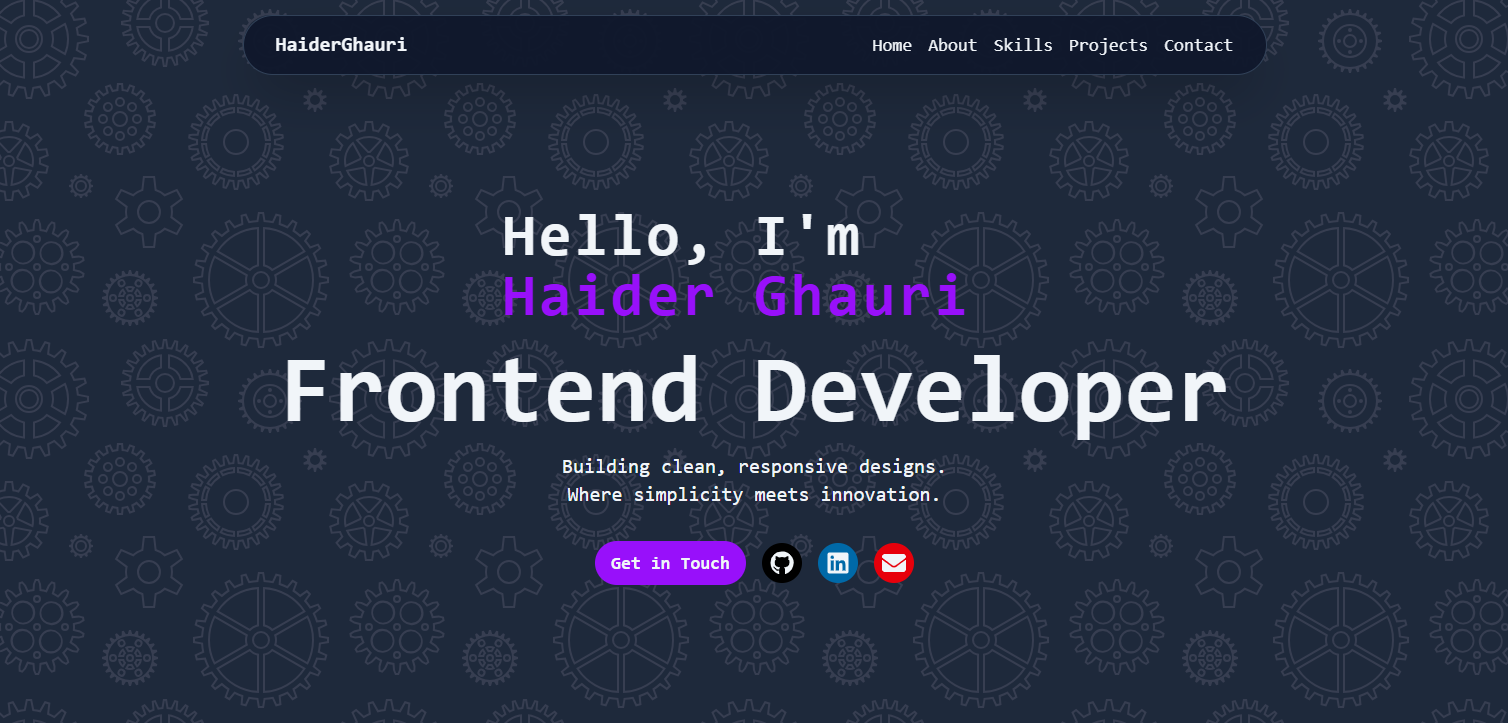 HaiderGhauri
Home About Skills Projects Contact
Hello, I'm
Haider Ghauri
Frontend Developer
Building clean, responsive designs.
Where simplicity meets innovation.
Get in Touch
in